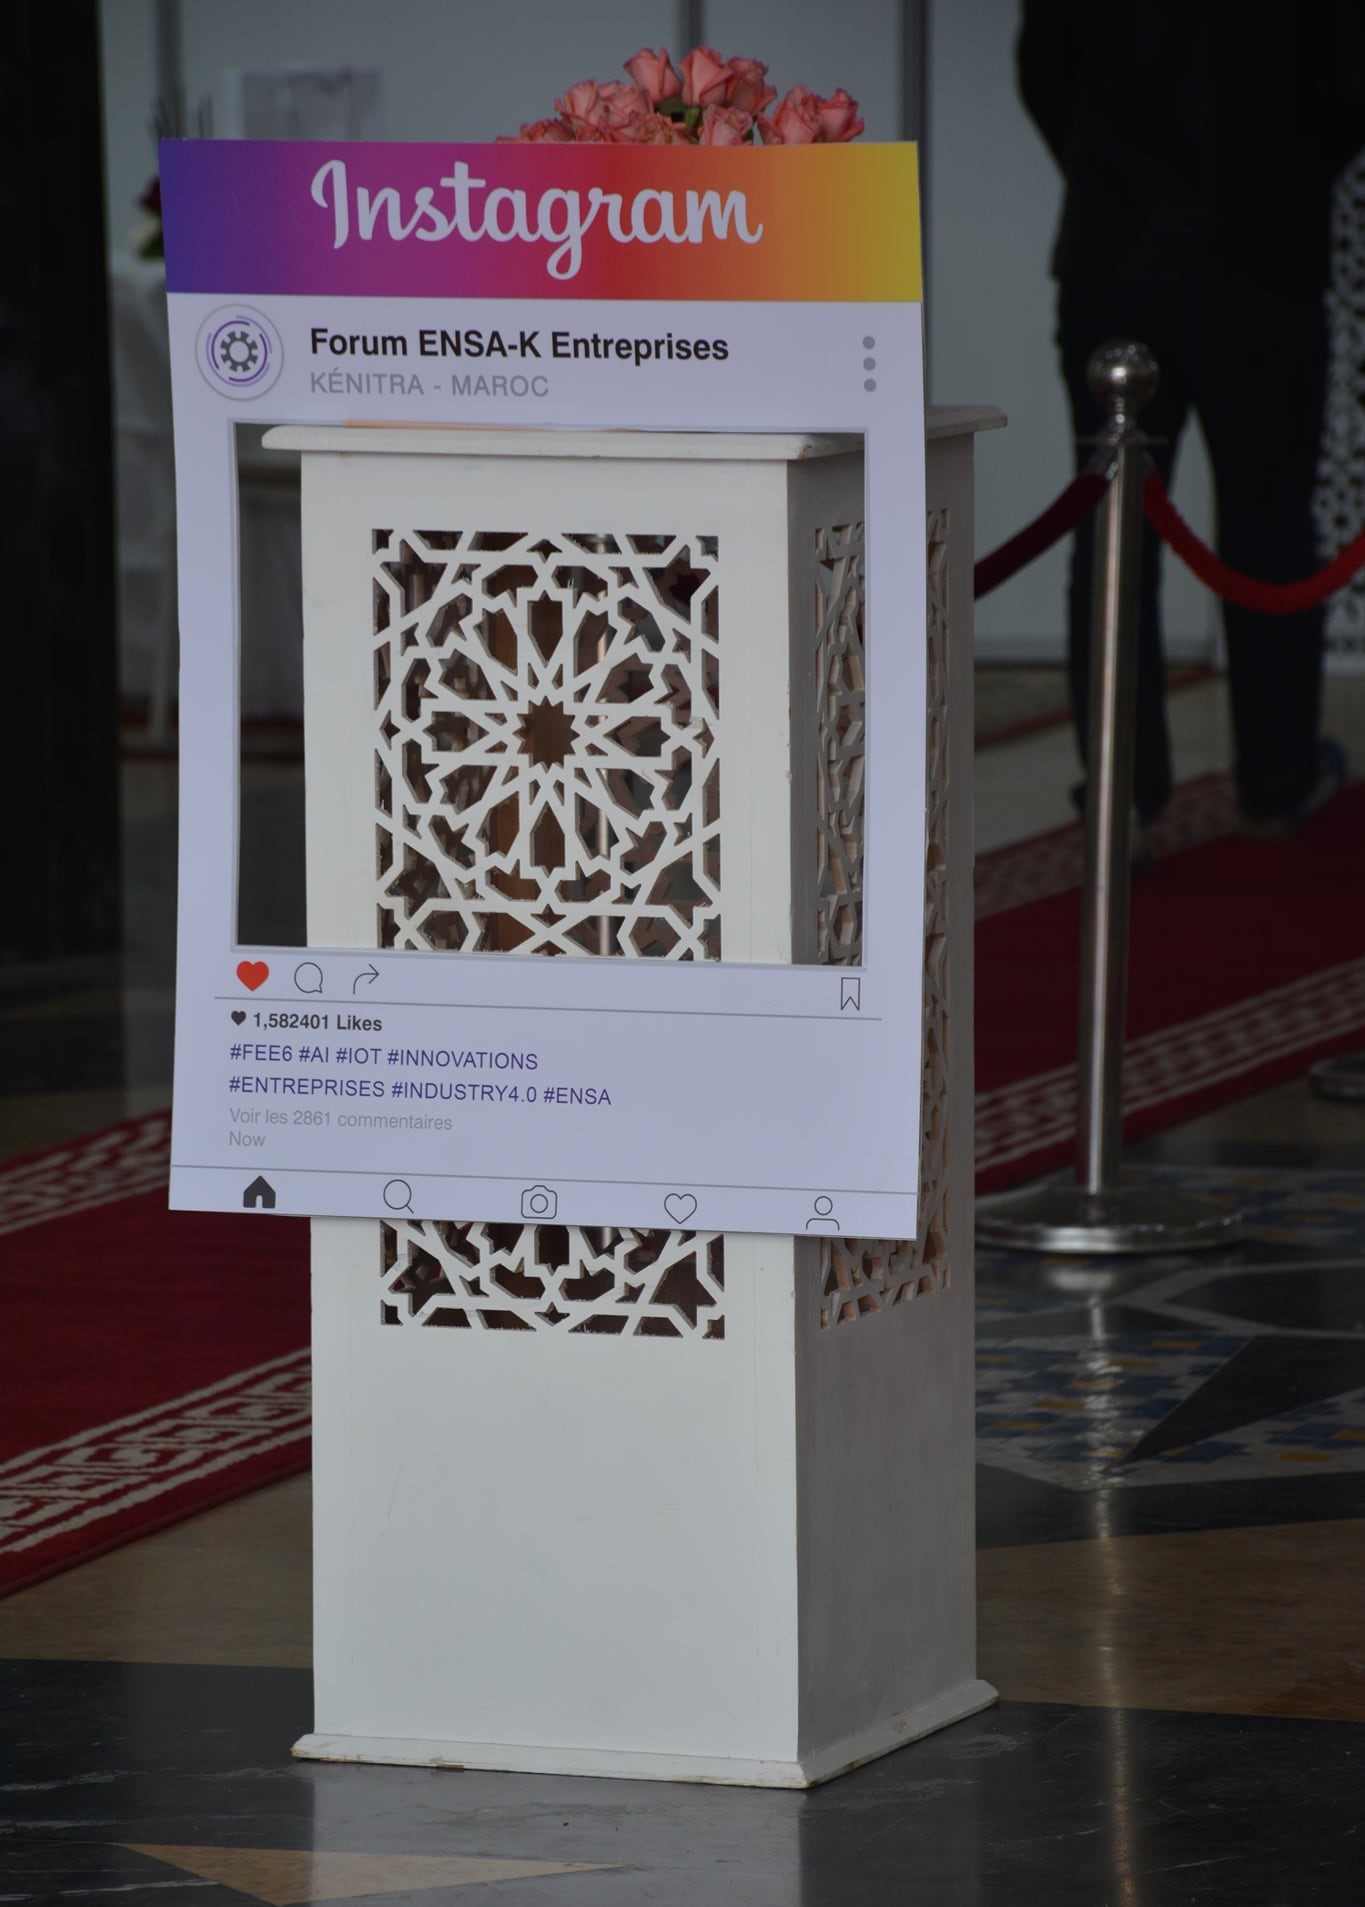 Instagram
Forum ENSA-K Entreprises
KÉNITRA - MAROC
1,582401 Likes
#FEE6 #AI #IOT #INNOVATIONS
#ENTREPRISES #INDUSTRY4.0 #ENSA
Voir les 2861 commentaires
Now